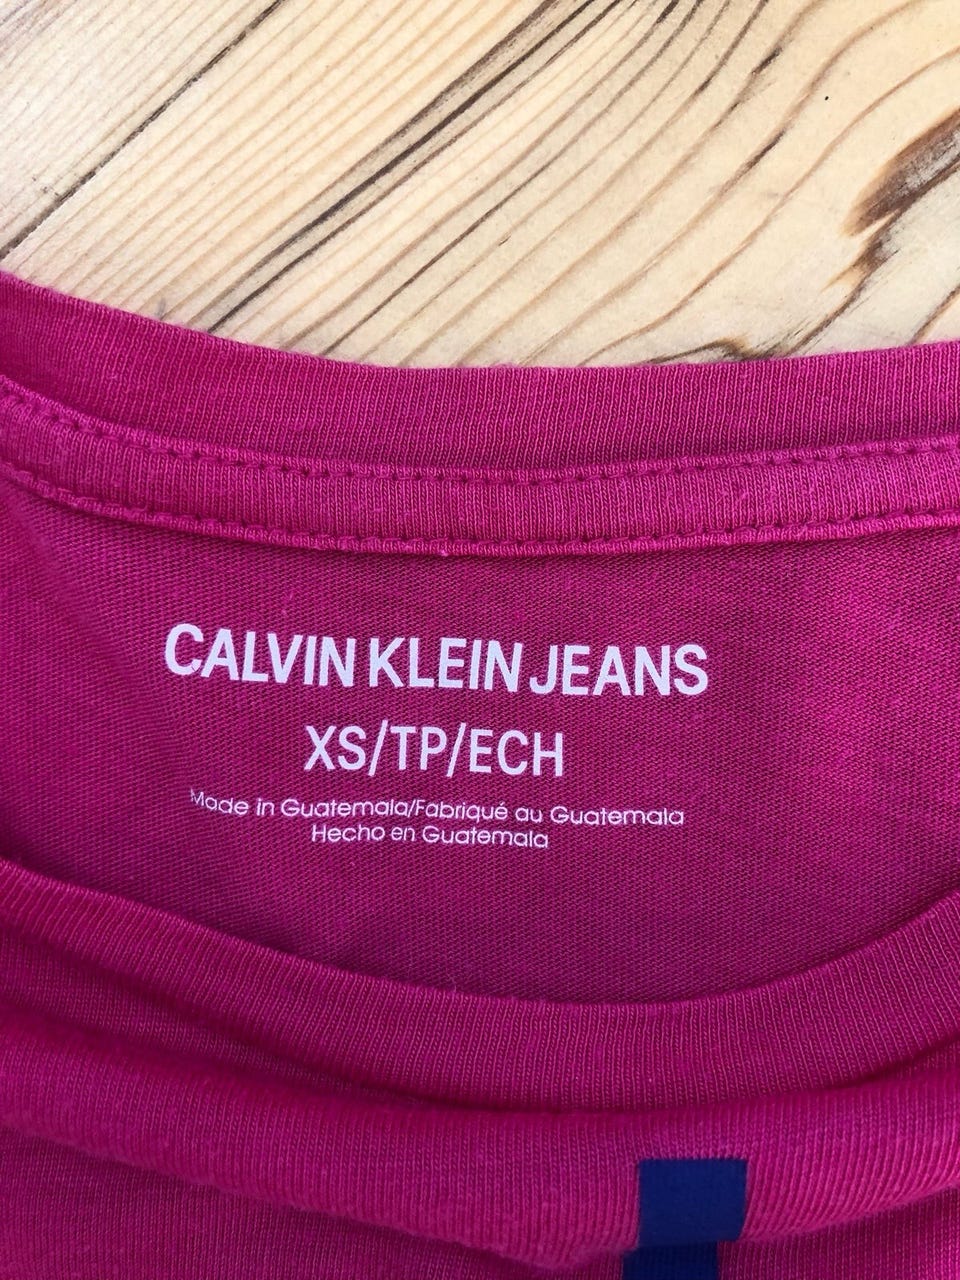 CALVIN KLEIN JEANS
XS/TP/ECH
Made in Guatemala/Fabriqué au Guatemala
Hecho en Guatemala